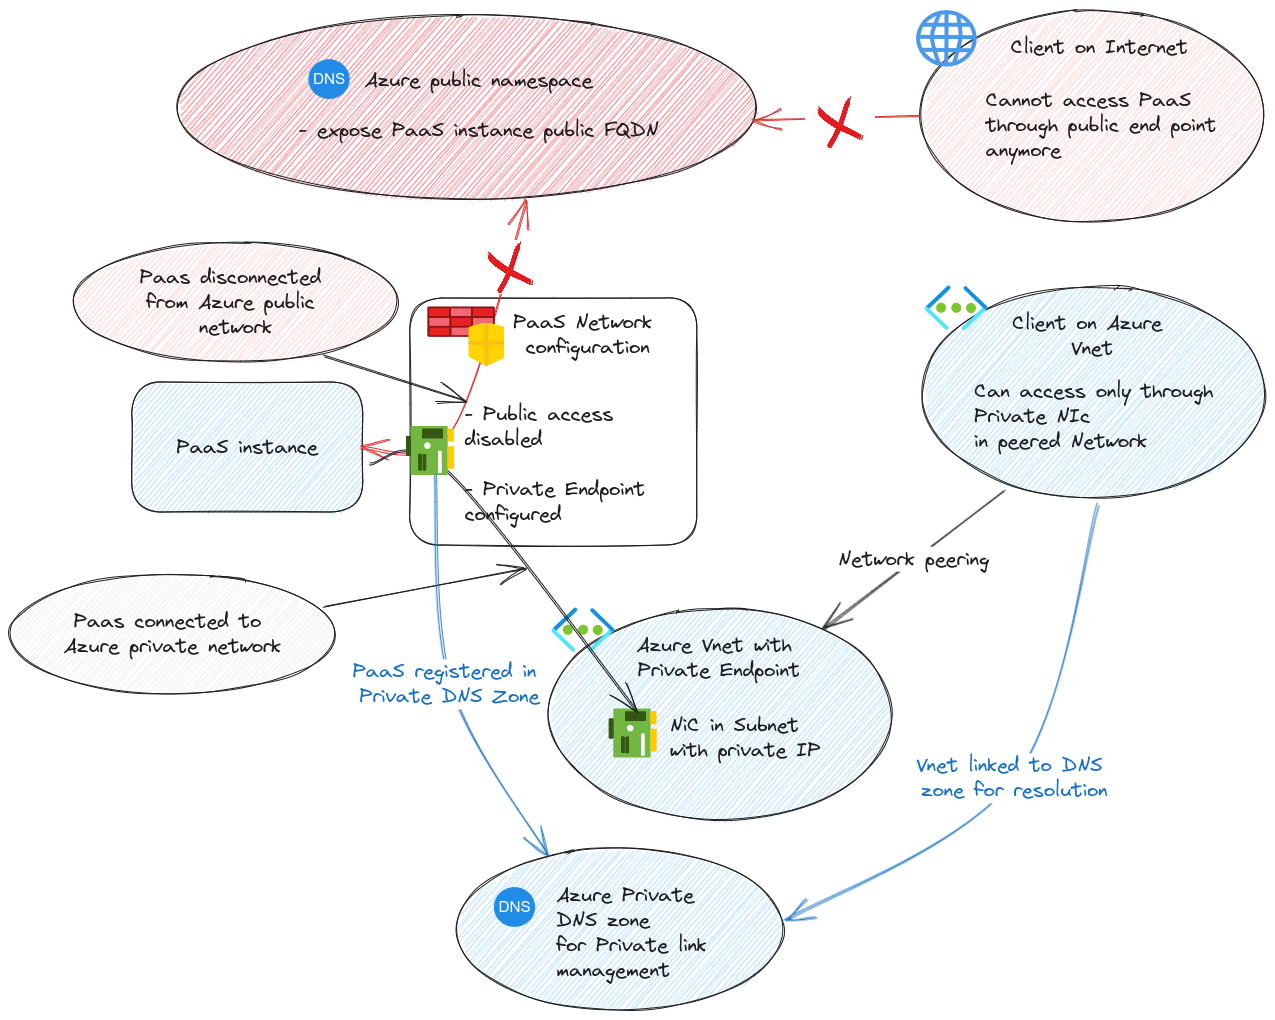 DNS
Azure public namespace
- expose PaaS instance public FQDN
Client on Internet
Cannot access PaaS
through public end point
anymore
Paas disconnected
from Azure public
network
PaaS Network
configuration
- Public access
disabled
- Private Endpoint
configured
PaaS instance
Client on Azure
Vnet
Can access only through
Private NIc
in peered Network
Network peering
Paas connected to
Azure private network
PaaS registered in
Private DNS Zone
Azure Vnet with
Private Endpoint
NiC in Subnet
with private IP
Vnet linked to DNS
zone for resolution
DNS
Azure Private
DNS zone
for Private link
management